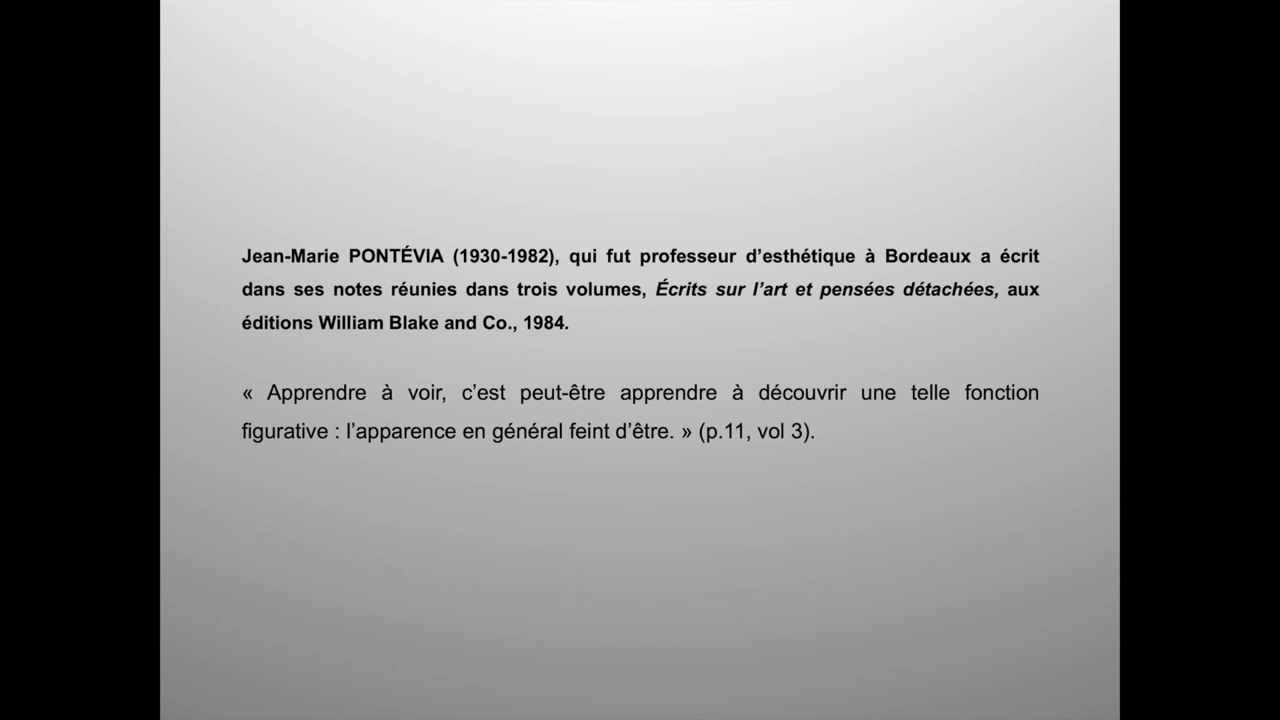 Jean-Marie PONTÉVIA (1930-1982), qui fut professeur d’esthétique à Bordeaux a écrit
dans ses notes réunies dans trois volumes, Écrits sur l’art et pensées détachées, aux
éditions William Blake and Co., 1984.
« Apprendre à voir, c’est peut-être apprendre à découvrir une telle fonction
figurative : l’apparence en général feint d’être. » (p.11, vol 3).